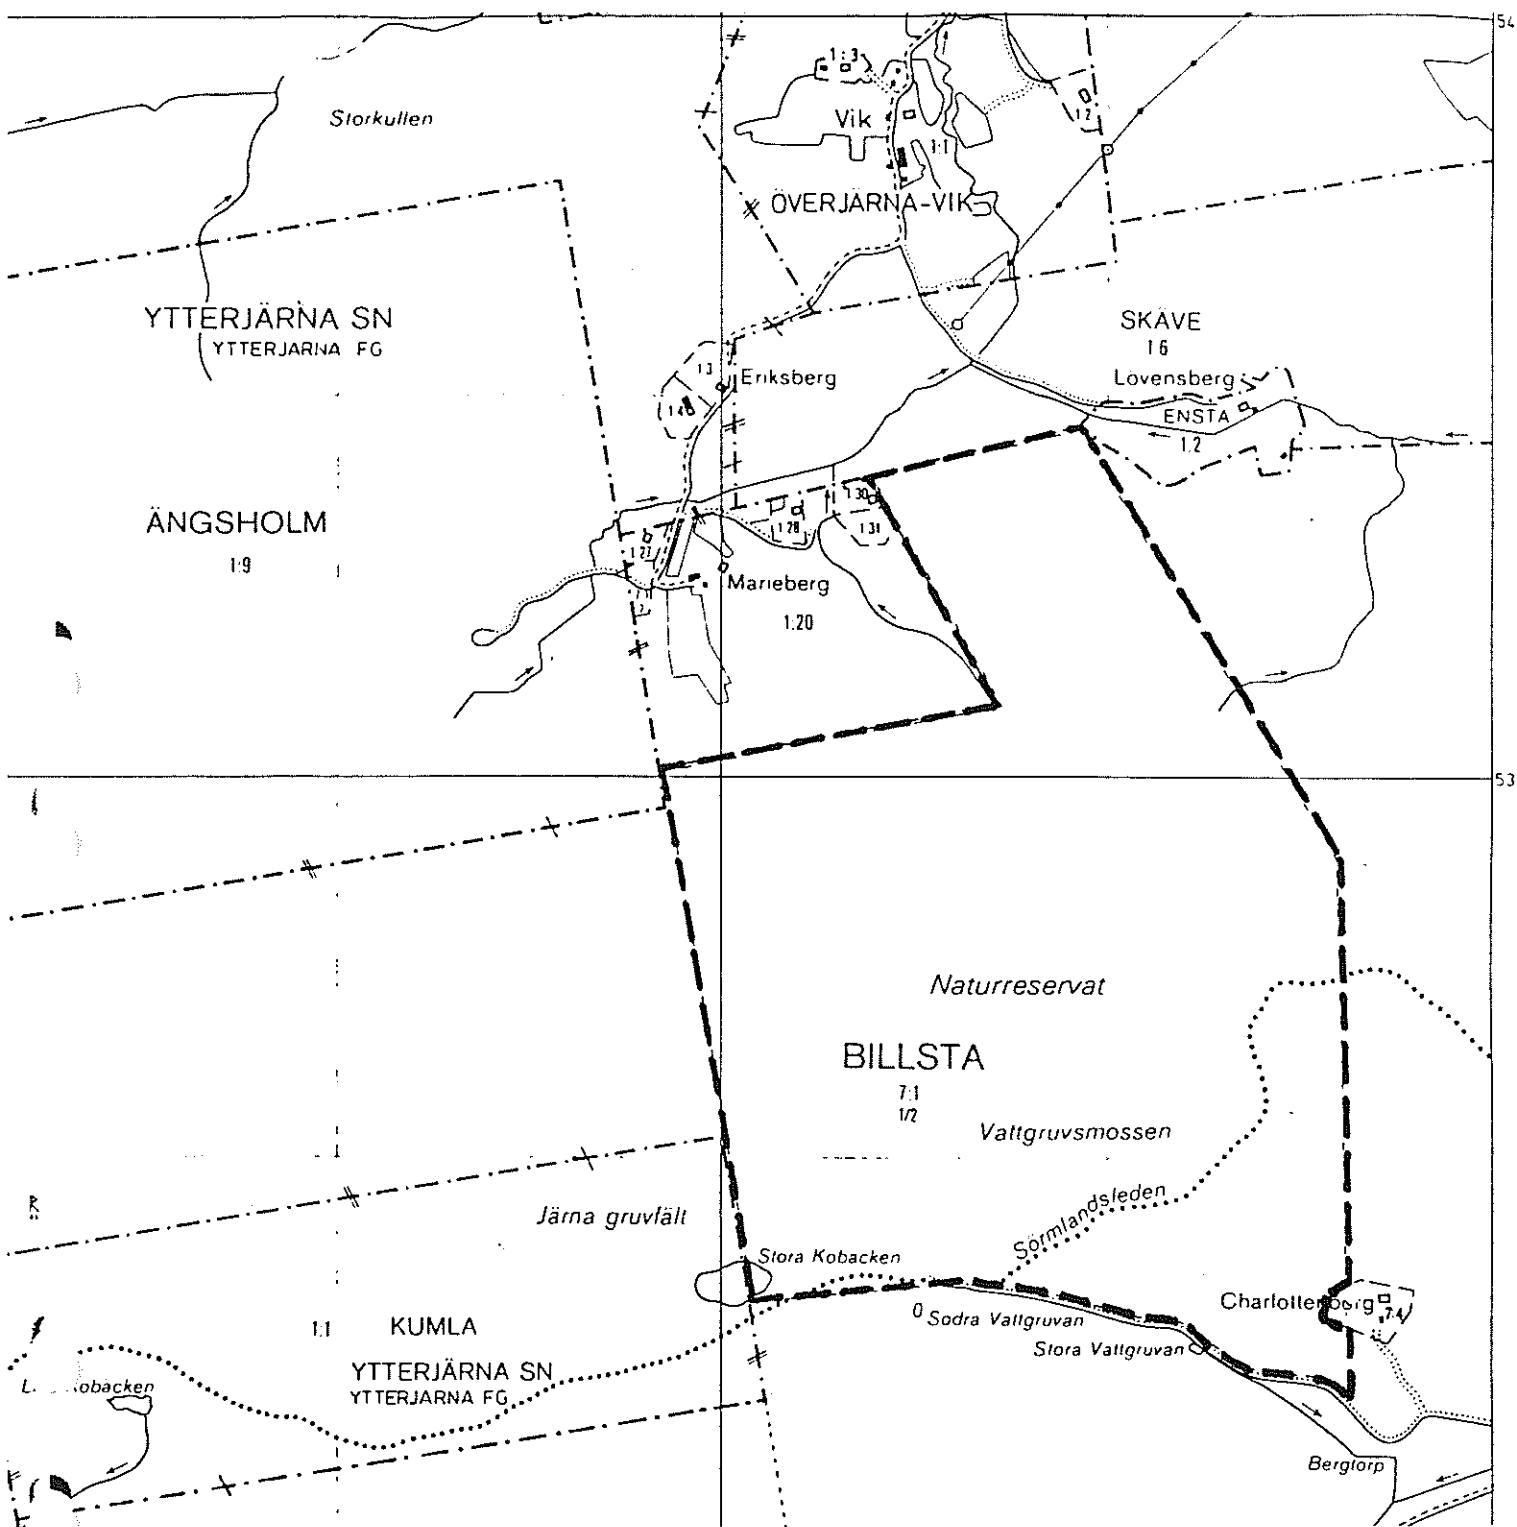 54
1:3
Storkullen
Vik
1:2
1:1
ÖVERJÄRNA-VIK
YTTERJÄRNA SN
YTTERJARNA FG
SKÄVE
1 6
1 3
Eriksberg
Lövensberg
ENSTA
1:2
1 30
ÄNGSHOLM
1 28
1 31
1 27
1:9
Marieberg
1:20
53
Naturreservat
BILLSTA
7:1
1/2
Vattgruvsmossen
Sörmlandsleden
R
Järna gruvfält
Stora Kobacken
Charlottenborg
7:4
0
Södra Vattgruvan
1:1
KUMLA
Stora Vattgruvan
YTTERJÄRNA SN
YTTERJARNA FG
Bergtorp